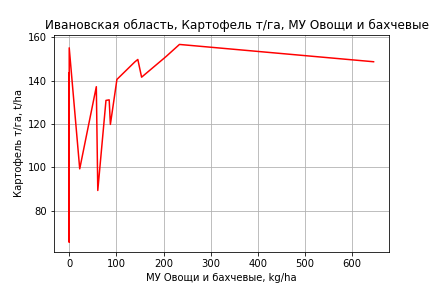 Ивановская область, Картофель т/га, МУ Овощи и бахчевые
160
140
120
100
80
Картофель т/га, t/ha
0 100 200 300 400 500 600
МУ Овощи и бахчевые, kg/ha